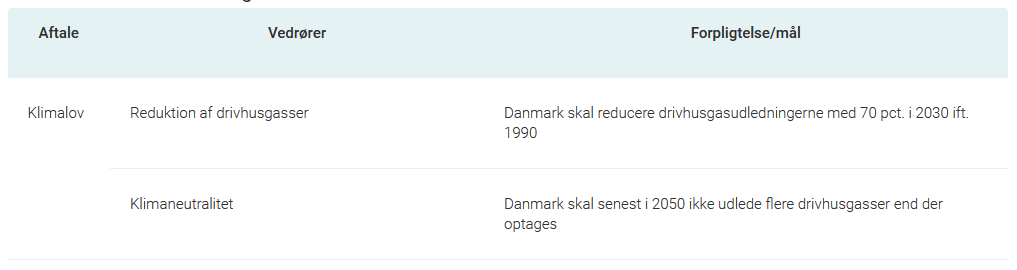 Aftale Vedrører Forpligtelse/mål
Klimalov Reduktion af drivhusgasser Danmark skal reducere drivhusgasudledningerne med 70 pct. i 2030 ift.
1990
Klimaneutralitet Danmark skal senest i 2050 ikke udlede flere drivhusgasser end der
optages